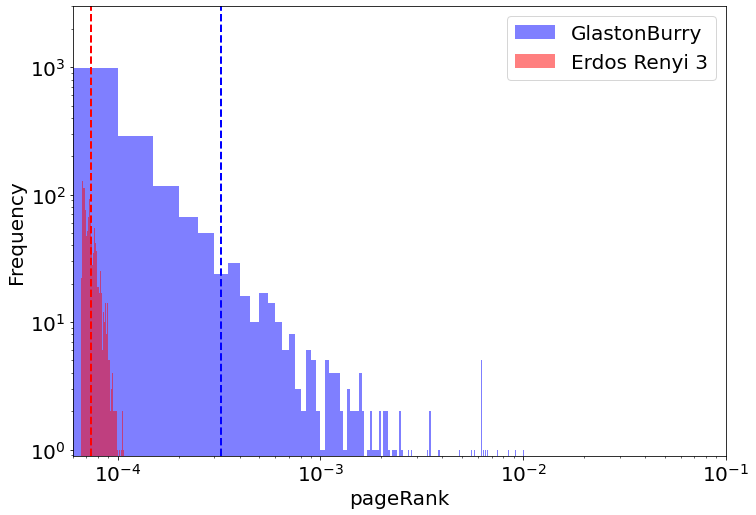 GlastonBurry
Erdos Renyi 3
Frequency
10³
10²
10¹
10⁰
10⁻⁴
10⁻³
10⁻²
10⁻¹
pageRank